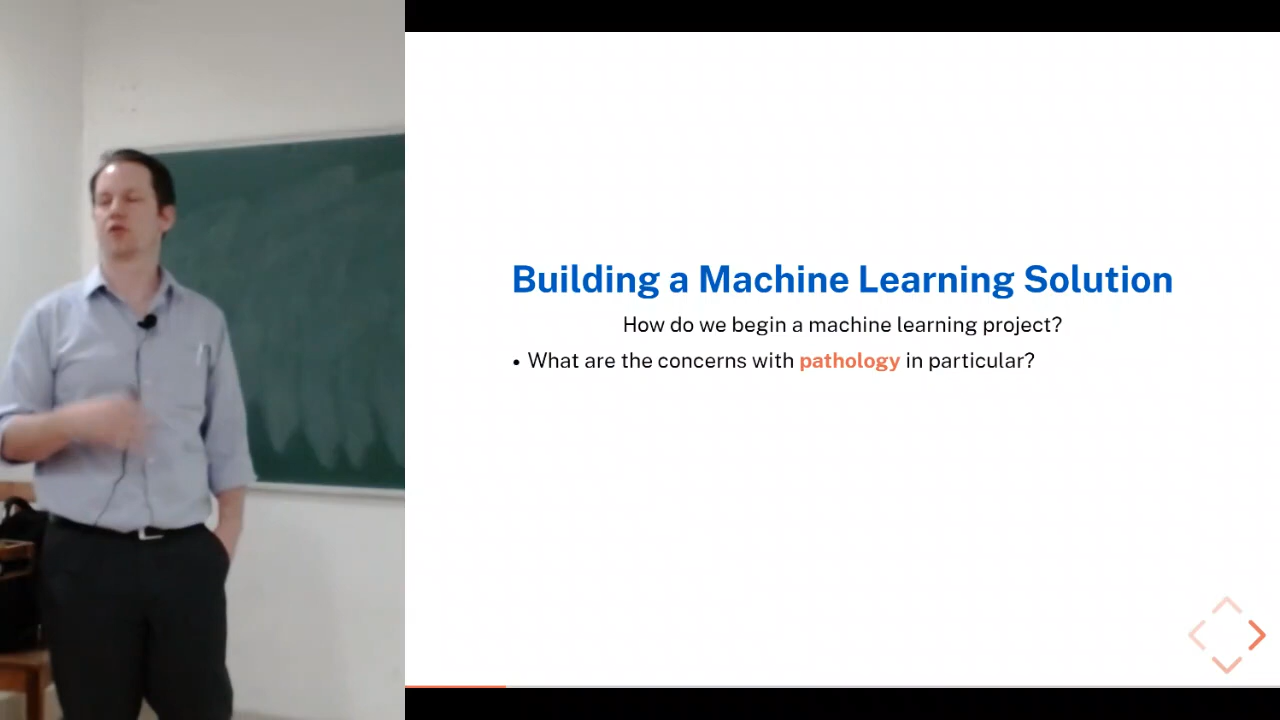 Building a Machine Learning Solution
How do we begin a machine learning project?
• What are the concerns with pathology in particular?